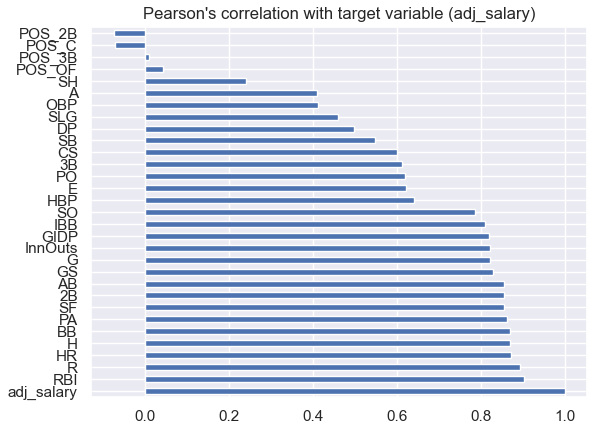 Pearson's correlation with target variable (adj_salary)
POS_2B
POS_C
POS_3B
POS_OF
SH
A
OBP
SLG
DP
SB
CS
3B
PO
E
HBP
SO
IBB
GIDP
InnOuts
G
GS
AB
2B
SF
PA
BB
H
HR
R
RBI
adj_salary
0.0 0.2 0.4 0.6 0.8 1.0